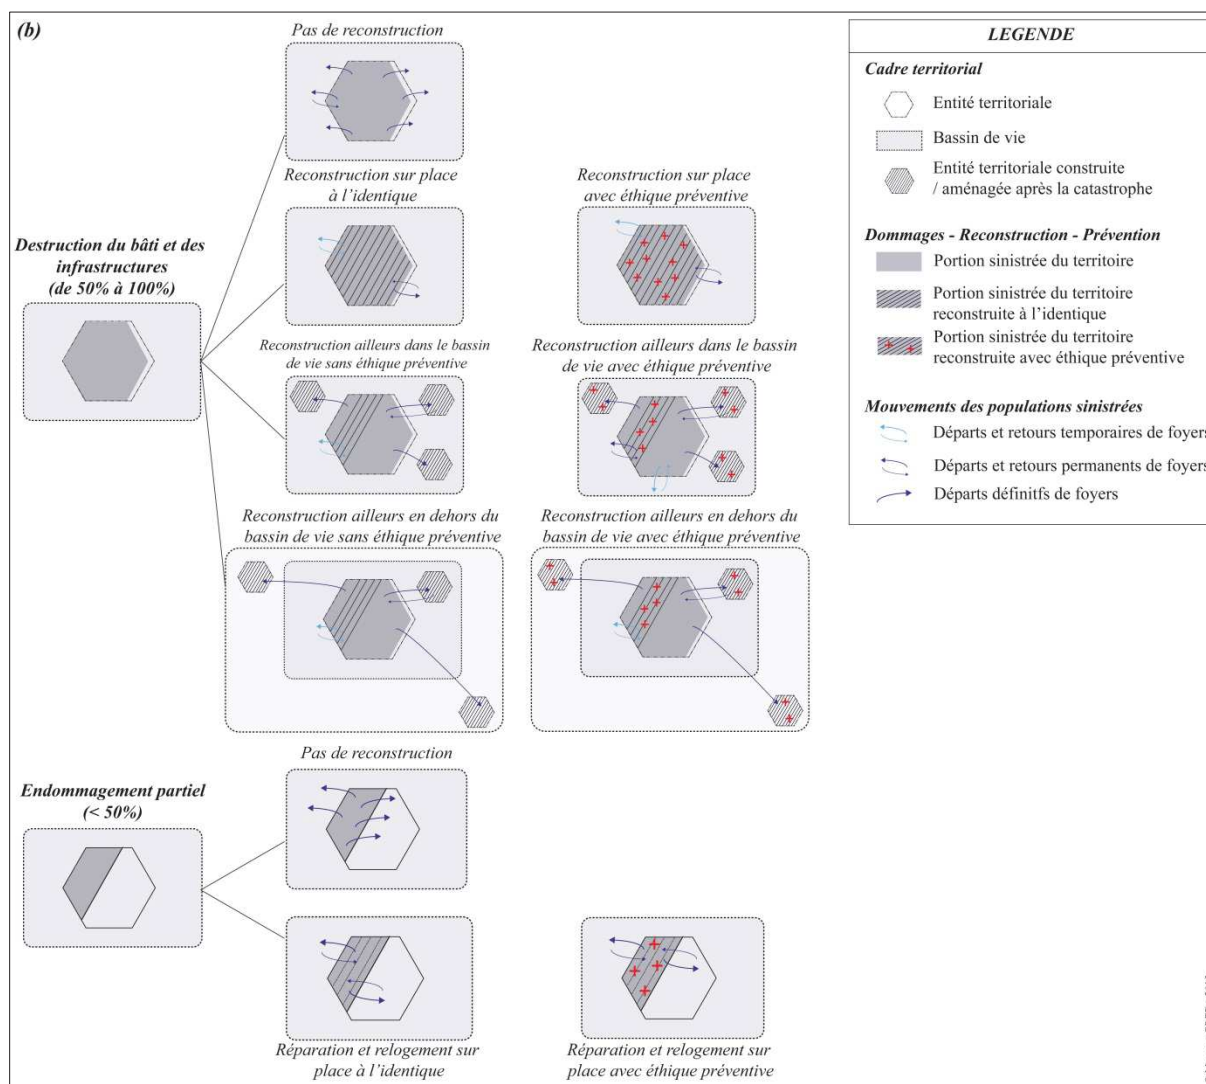 (b)
Pas de reconstruction
Reconstruction sur place
à l'identique
Reconstruction sur place
avec éthique préventive
Destruction du bâti et des
infrastructures
(de 50% à 100%)
Reconstruction ailleurs dans le bassin
de vie sans éthique préventive
Reconstruction ailleurs dans le bassin
de vie avec éthique préventive
Reconstruction ailleurs en dehors du
bassin de vie sans éthique préventive
Reconstruction ailleurs en dehors du
bassin de vie avec éthique préventive
Pas de reconstruction
Endommagement partiel
(< 50%)
Réparation et relogement sur
place à l'identique
Réparation et relogement sur
place avec éthique préventive
LEGENDE
Cadre territorial
Entité territoriale
Bassin de vie
Entité territoriale construite
/ aménagée après la catastrophe
Dommages - Reconstruction - Prévention
Portion sinistrée du territoire
Portion sinistrée du territoire
reconstruite à l'identique
Portion sinistrée du territoire
reconstruite avec éthique préventive
Mouvements des populations sinistrées
Départs et retours temporaires de foyers
Départs et retours permanents de foyers
Départs définitfs de foyers